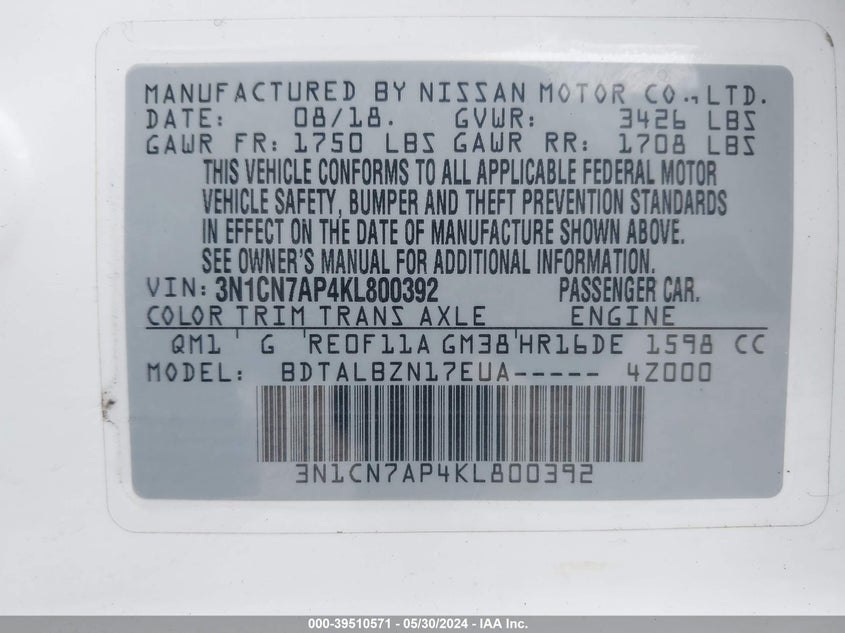 MANUFACTURED BY NISSAN MOTOR CO.,LTD.
DATE: 08/18. GVWR: 3426 LBS
GAWR FR: 1750 LBS GAWR RR: 1708 LBS
THIS VEHICLE CONFORMS TO ALL APPLICABLE FEDERAL MOTOR
VEHICLE SAFETY, BUMPER AND THEFT PREVENTION STANDARDS
IN EFFECT ON THE DATE OF MANUFACTURE SHOWN ABOVE.
SEE OWNER'S MANUAL FOR ADDITIONAL INFORMATION.
VIN: 3N1CN7AP4KL800392 PASSENGER CAR.
COLOR TRIM TRANS AXLE ENGINE
QM1 G RE0F11A GM38 HR16DE 1598 CC
MODEL: BDTALBZN17EUA----- 4Z000
3N1CN7AP4KL800392
000-39510571 - 05/30/2024 - IAA Inc.